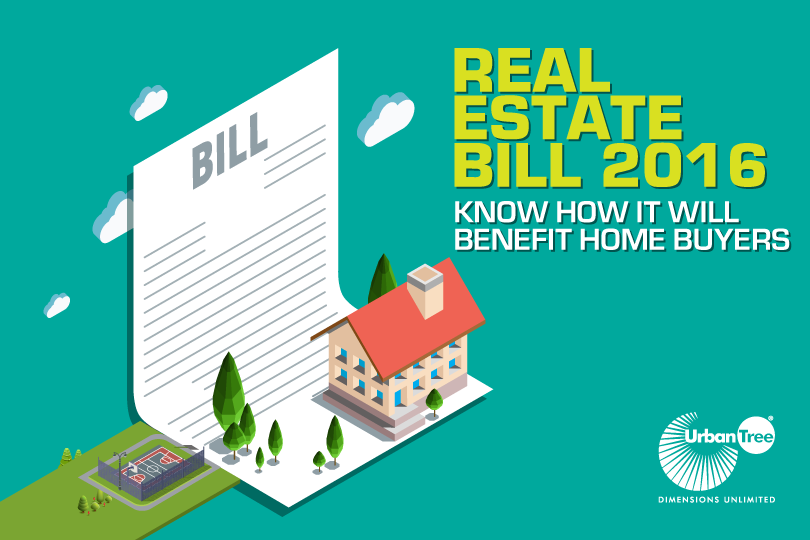 BILL
REAL
ESTATE
BILL 2016
KNOW HOW IT WILL
BENEFIT HOME BUYERS
UrbanTree®
DIMENSIONS UNLIMITED